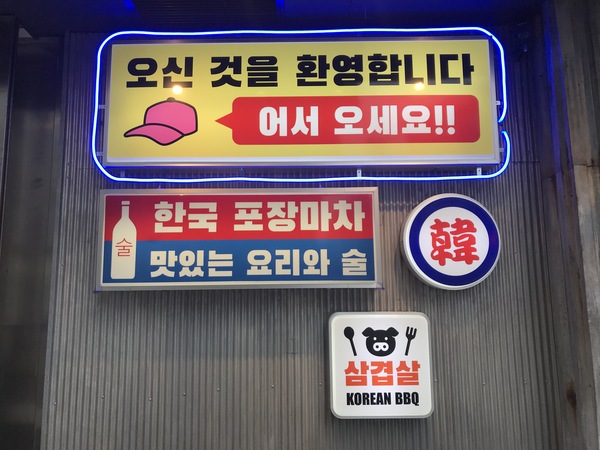 오신 것을 환영합니다
어서 오세요!!
한국 포장마차
술
맛있는 요리와 술
韓
삼겹살
KOREAN BBQ